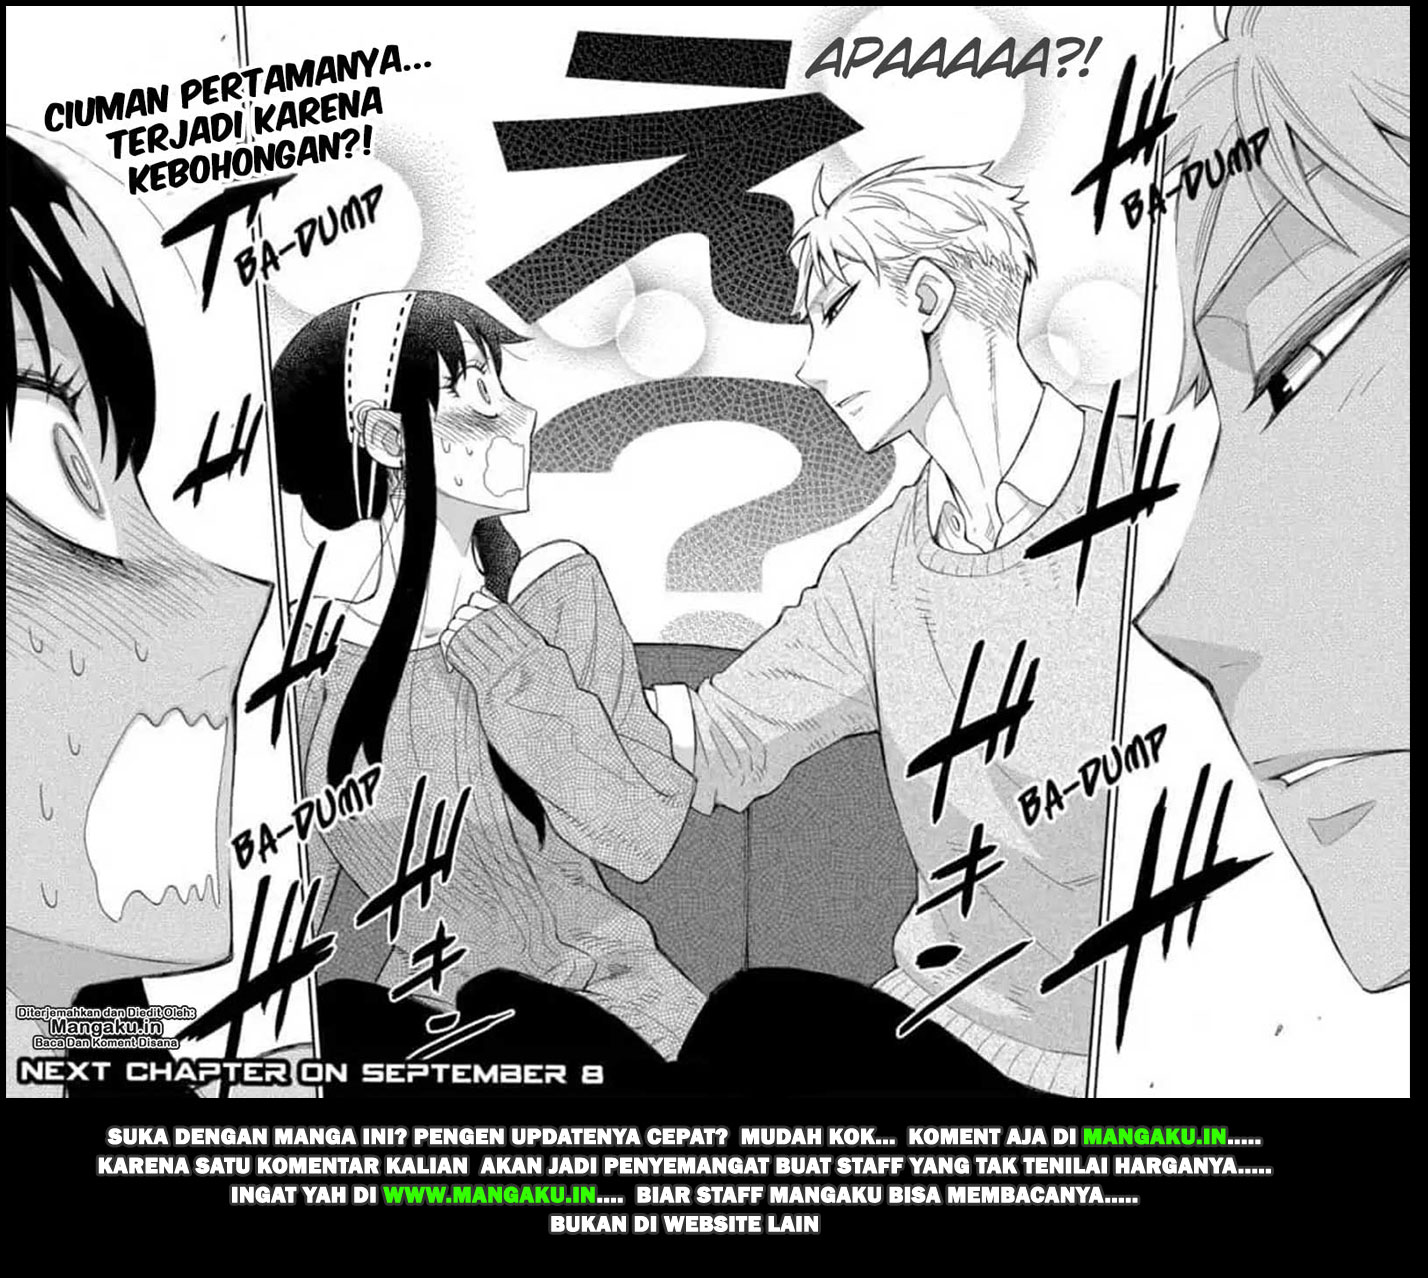 CIUMAN PERTAMANYA...
TERJADI KARENA
KEBOHONGAN?!
APAAAAA?!
え?
BA-DUMP
BA-DUMP
BA-DUMP
BA-DUMP
Diterjemahkan dan Diedit Oleh:
Mangaku.in
Baca Dan Koment Disana
NEXT CHAPTER ON SEPTEMBER 8
SUKA DENGAN MANGA INI? PENGEN UPDATENYA CEPAT? MUDAH KOK... KOMENT AJA DI MANGAKU.IN.....
KARENA SATU KOMENTAR KALIAN AKAN JADI PENYEMANGAT BUAT STAFF YANG TAK TENILAI HARGANYA.....
INGAT YAH DI WWW.MANGAKU.IN.... BIAR STAFF MANGAKU BISA MEMBACANYA.....
BUKAN DI WEBSITE LAIN